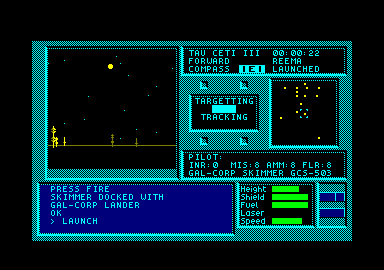 TAU CETI III 00:00:22
FORWARD REEMA
COMPASS LAUNCHED
TARGETTING
TRACKING
PILOT:
INR:0 MIS:8 AMM:8 FLR:8
GAL-CORP SKIMMER GCS-503
PRESS FIRE
SKIMMER DOCKED WITH
GAL-CORP LANDER
OK
> LAUNCH
Height
Shield
Fuel
Laser
Speed